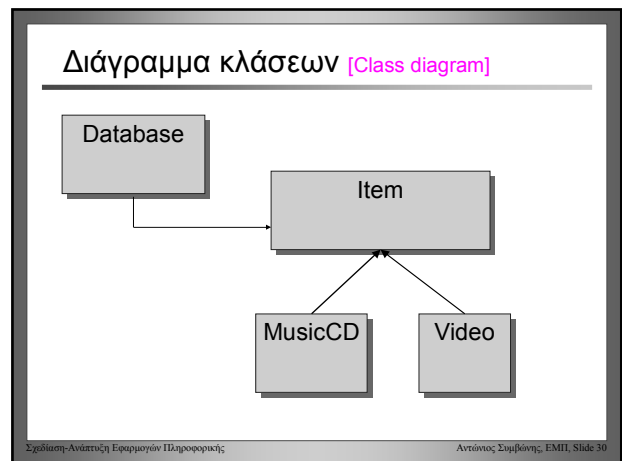 Διάγραμμα κλάσεων [Class diagram]
Database
Item
MusicCD
Video
Σχεδίαση-Ανάπτυξη Εφαρμογών Πληροφορικής
Αντώνιος Συμβώνης, ΕΜΠ, Slide 30